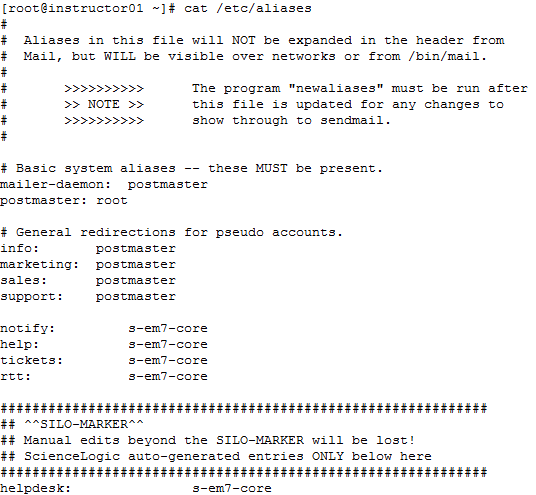 [root@instructor01 ~]# cat /etc/aliases
#
#  Aliases in this file will NOT be expanded in the header from
#  Mail, but WILL be visible over networks or from /bin/mail.
#
#       >>>>>>>>>>      The program "newaliases" must be run after
#       >> NOTE >>      this file is updated for any changes to
#       >>>>>>>>>>      show through to sendmail.
#

# Basic system aliases -- these MUST be present.
mailer-daemon:  postmaster
postmaster: root

# General redirections for pseudo accounts.
info:       postmaster
marketing:  postmaster
sales:      postmaster
support:    postmaster

notify:         s-em7-core
help:           s-em7-core
tickets:        s-em7-core
rtt:            s-em7-core

#############################################################
## ^^SILO-MARKER^^
## Manual edits beyond the SILO-MARKER will be lost!
## ScienceLogic auto-generated entries ONLY below here
#############################################################
helpdesk:               s-em7-core